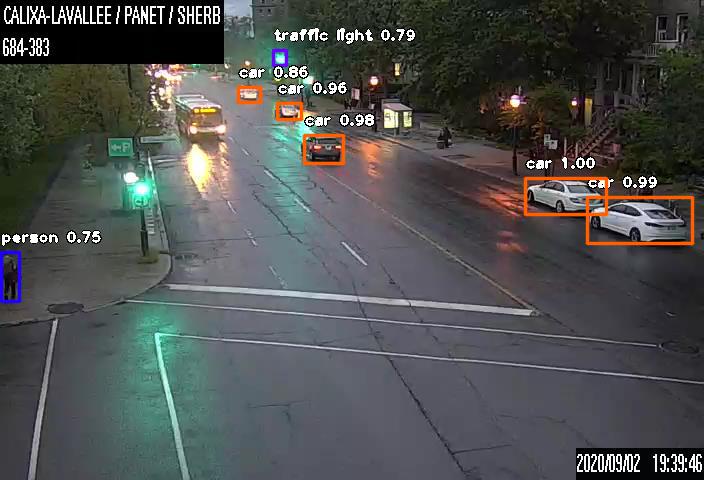 CALIXA-LAVALLEE / PANET / SHERB
684-383
traffic light 0.79
car 0.86
car 0.96
car 0.98
car 1.00
car 0.99
person 0.75
P
2020/09/02 19:39:46